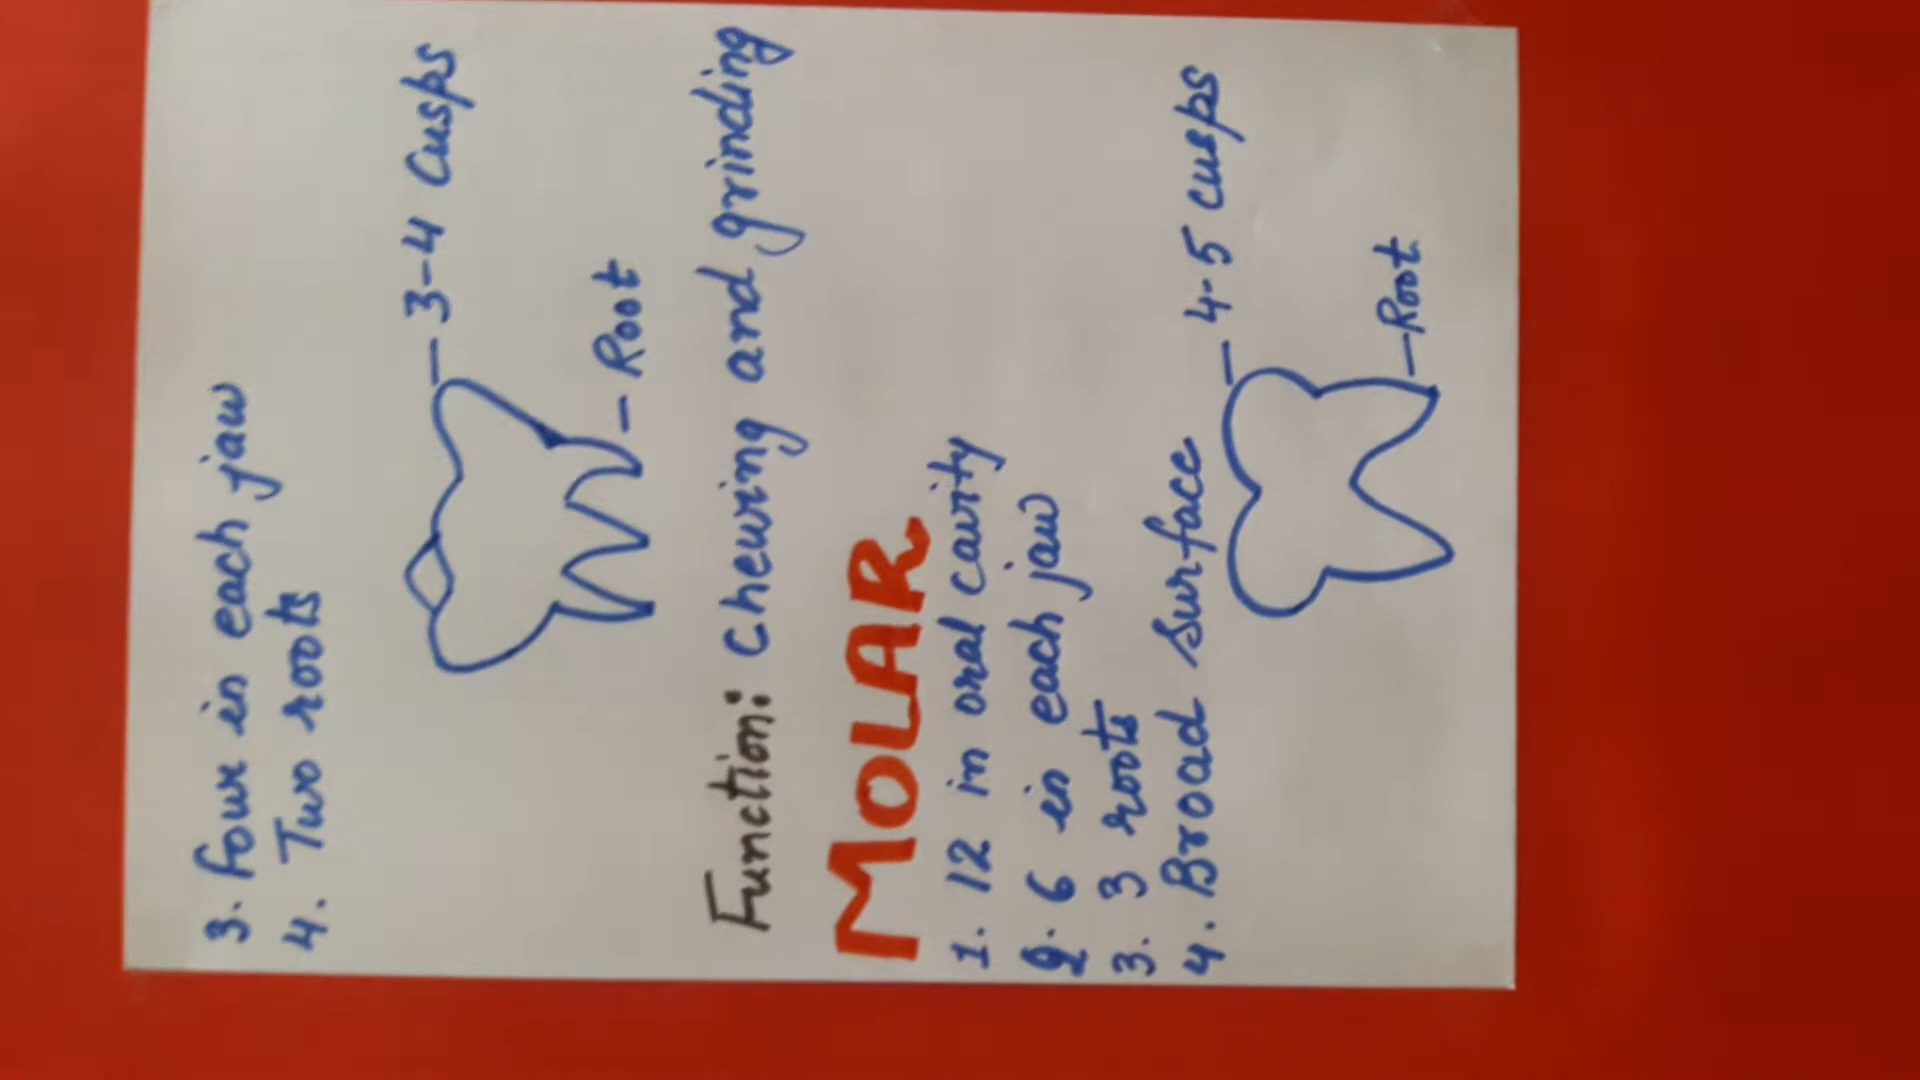 3. four in each jaw
4. Two roots
3-4 Cusps
Root
Function: chewing and grinding
MOLAR
1. 12 in oral cavity
2. 6 in each jaw
3. 3 roots
4. Broad surface
4-5 cusps
Root